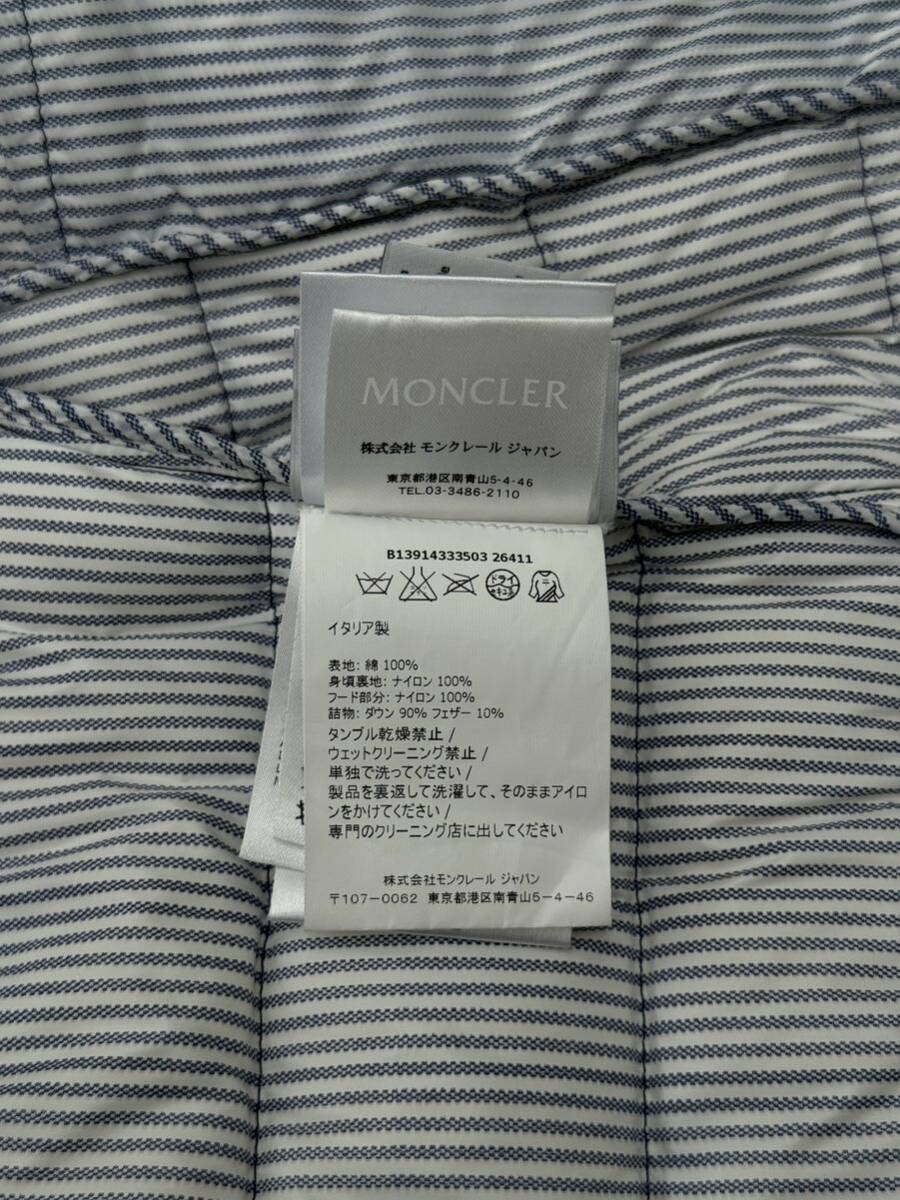 MONCLER
株式会社 モンクレール ジャパン
東京都港区南青山5-4-46
TEL.03-3486-2110
B13914333503 26411
ドライ
セキユ系
イタリア製
表地: 綿 100%
身頃裏地: ナイロン 100%
フード部分: ナイロン 100%
詰物: ダウン 90% フェザー 10%
タンブル乾燥禁止 /
ウェットクリーニング禁止 /
単独で洗ってください /
製品を裏返して洗濯して、そのままアイロ
ンをかけてください /
専門のクリーニング店に出してください
株式会社モンクレール ジャパン
〒107-0062 東京都港区南青山5-4-46